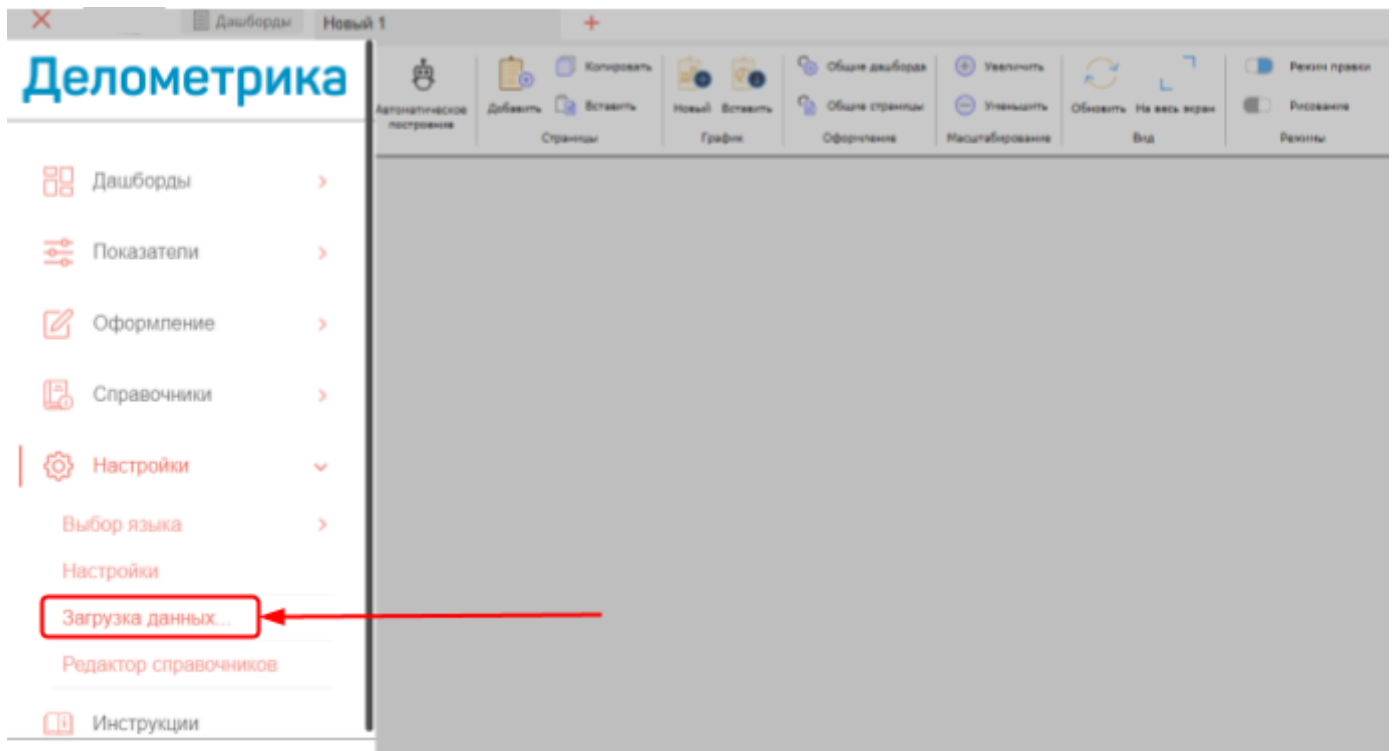 Дашборды
Новый 1
Делометрика
Автоматическое
построение
Добавить
Копировать
Вставить
Страницы
Новый
Вставить
График
Общие дашборда
Общие страницы
Оформление
Увеличить
Уменьшить
Масштабирование
Обновить
На весь экран
Вид
Режим правки
Рисование
Режимы
Дашборды
Показатели
Оформление
Справочники
Настройки
Выбор языка
Настройки
Загрузка данных...
Редактор справочников
Инструкции